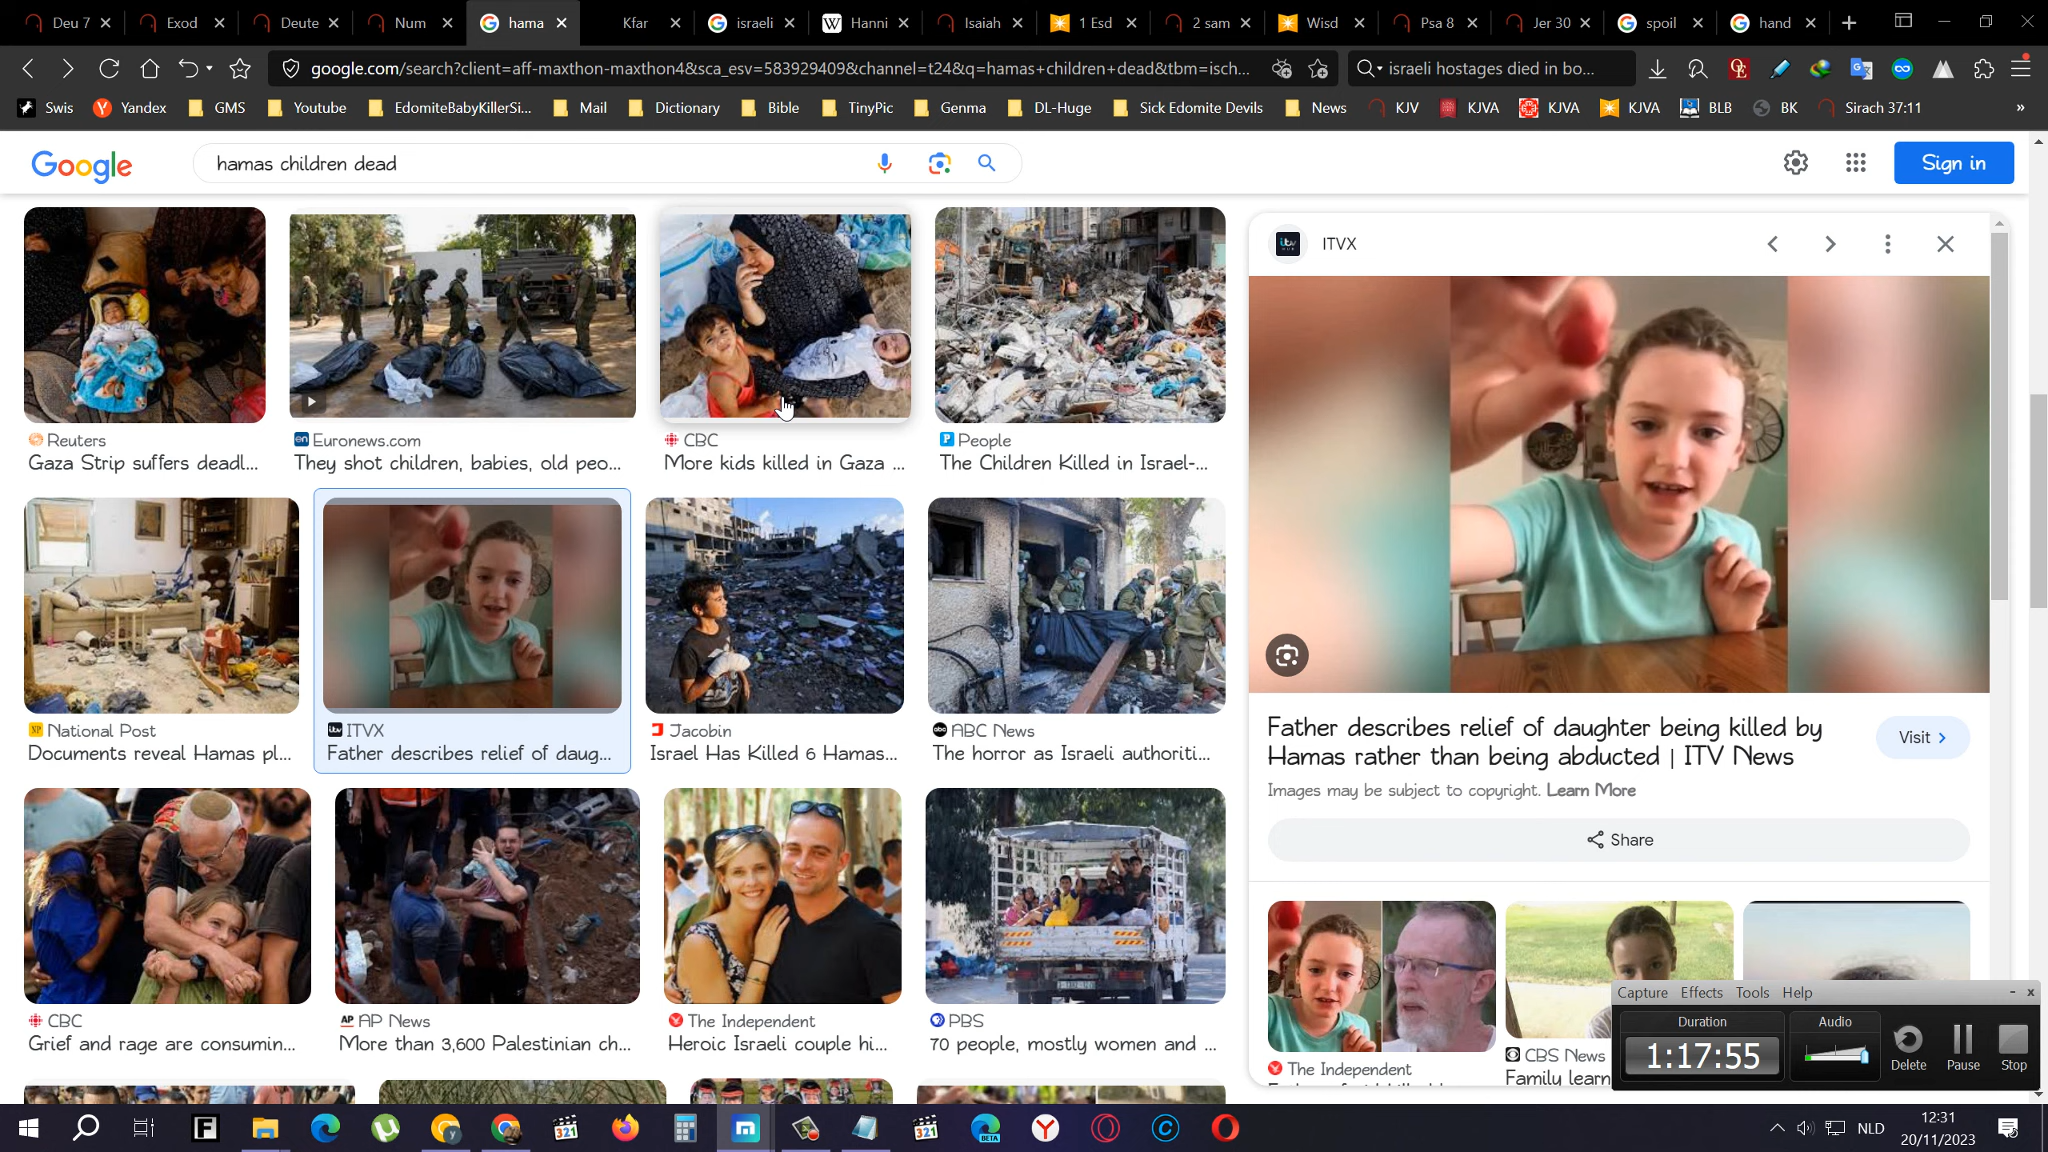 Deu 7
Exod
Deute
Num
hama
Kfar
israeli
Hanni
Isaiah
1 Esd
2 sam
Wisd
Psa 8
Jer 30
spoil
hand
google.com/search?client=aff-maxthon-maxthon4&sca_esv=583929409&channel=t24&q=hamas+children+dead&tbm=isch...
israeli hostages died in bo...
Swis
Yandex
GMS
Youtube
EdomiteBabyKillerSi...
Mail
Dictionary
Bible
TinyPic
Genma
DL-Huge
Sick Edomite Devils
News
KJV
KJVA
KJVA
KJVA
BLB
BK
Sirach 37:11
»
Google
hamas children dead
Sign in
Reuters
Gaza Strip suffers deadl...
Euronews.com
They shot children, babies, old peo...
CBC
More kids killed in Gaza ...
People
The Children Killed in Israel-...
National Post
Documents reveal Hamas pl...
ITVX
Father describes relief of daug...
Jacobin
Israel Has Killed 6 Hamas...
ABC News
The horror as Israeli authoriti...
CBC
Grief and rage are consumin...
AP News
More than 3,600 Palestinian ch...
The Independent
Heroic Israeli couple hi...
PBS
70 people, mostly women and ...
ITVX
Father describes relief of daughter being killed by
Hamas rather than being abducted | ITV News
Visit
Images may be subject to copyright. Learn More
Share
The Independent
CBS News
Family learn
Capture Effects Tools Help
Duration
1:17:55
Audio
Delete
Pause
Stop
NLD
12:31
20/11/2023